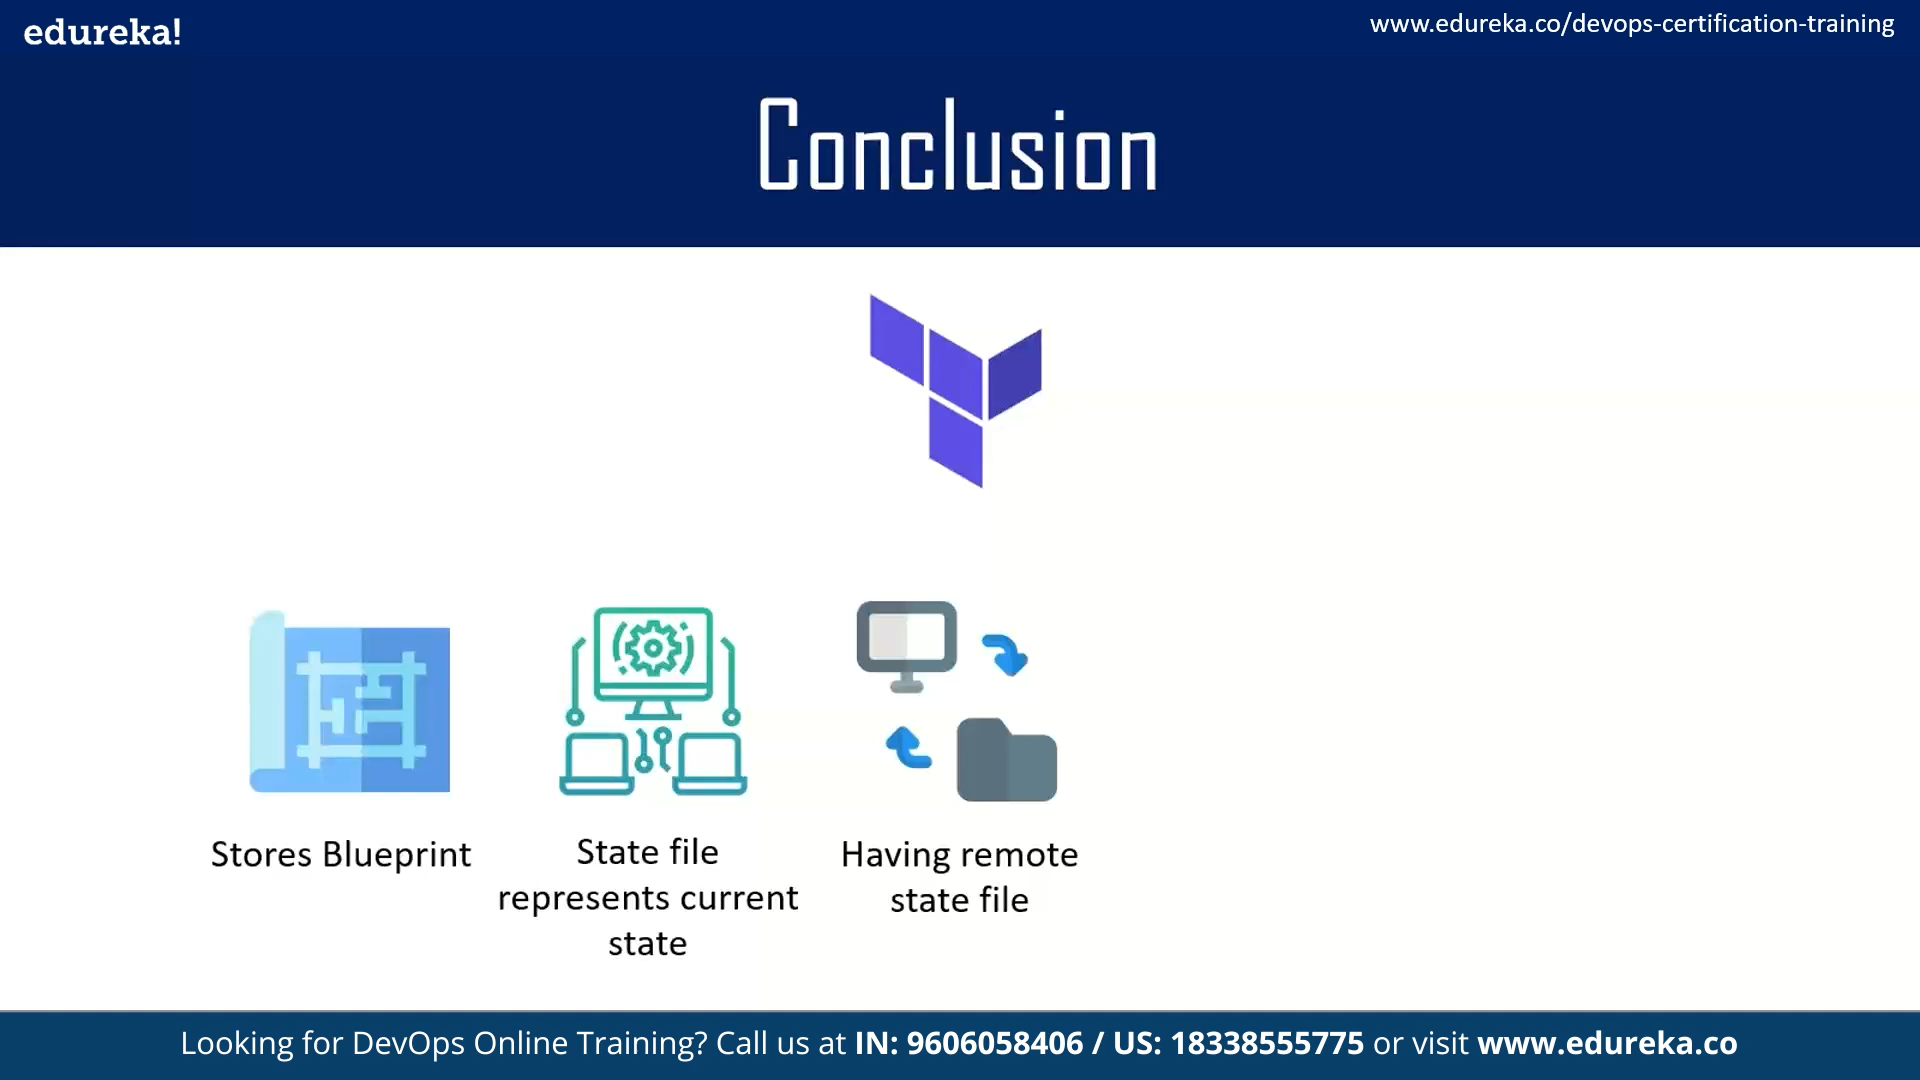 edureka!
www.edureka.co/devops-certification-training
Conclusion
Stores Blueprint
State file
represents current
state
Having remote
state file
Looking for DevOps Online Training? Call us at IN: 9606058406 / US: 18338555775 or visit www.edureka.co